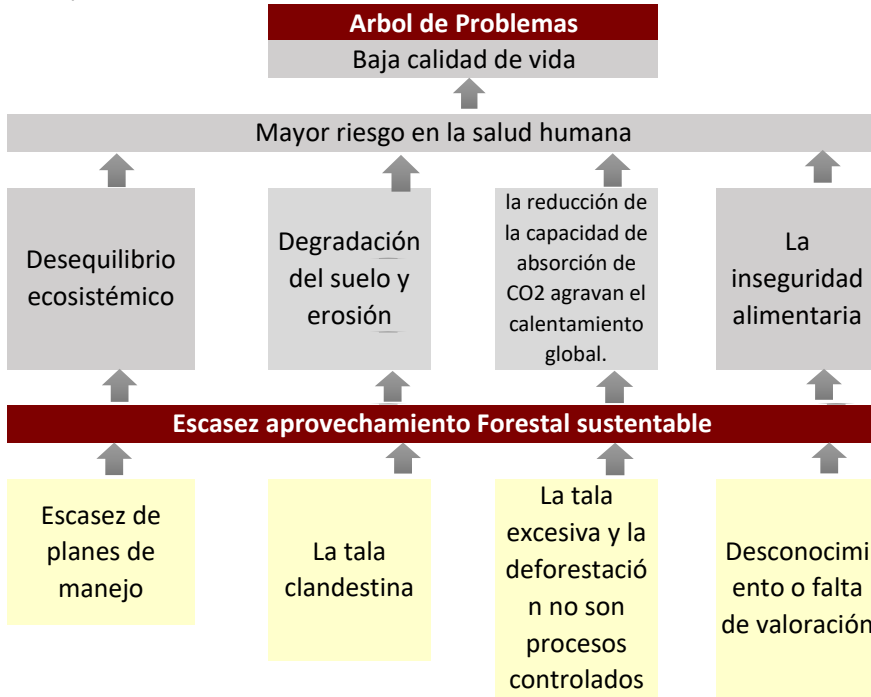 Arbol de Problemas
Baja calidad de vida
Mayor riesgo en la salud humana
Desequilibrio
ecosistémico
Degradación
del suelo y
erosión
la reducción de
la capacidad de
absorción de
CO2 agravan el
calentamiento
global.
La
inseguridad
alimentaria
Escasez aprovechamiento Forestal sustentable
Escasez de
planes de
manejo
La tala
clandestina
La tala
excesiva y la
deforestació
n no son
procesos
controlados
Desconocimi
ento o falta
de valoración